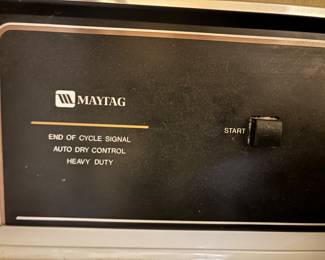 MAYTAG
START
END OF CYCLE SIGNAL
AUTO DRY CONTROL
HEAVY DUTY